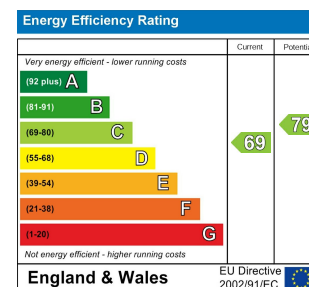 Energy Efficiency Rating
Current Potentia
Very energy efficient - lower running costs
(92 plus) A
(81-91) B
(69-80) C
(55-68) D
(39-54) E
(21-38) F
(1-20) G
69
79
Not energy efficient - higher running costs
England & Wales
EU Directive
2002/91/EC